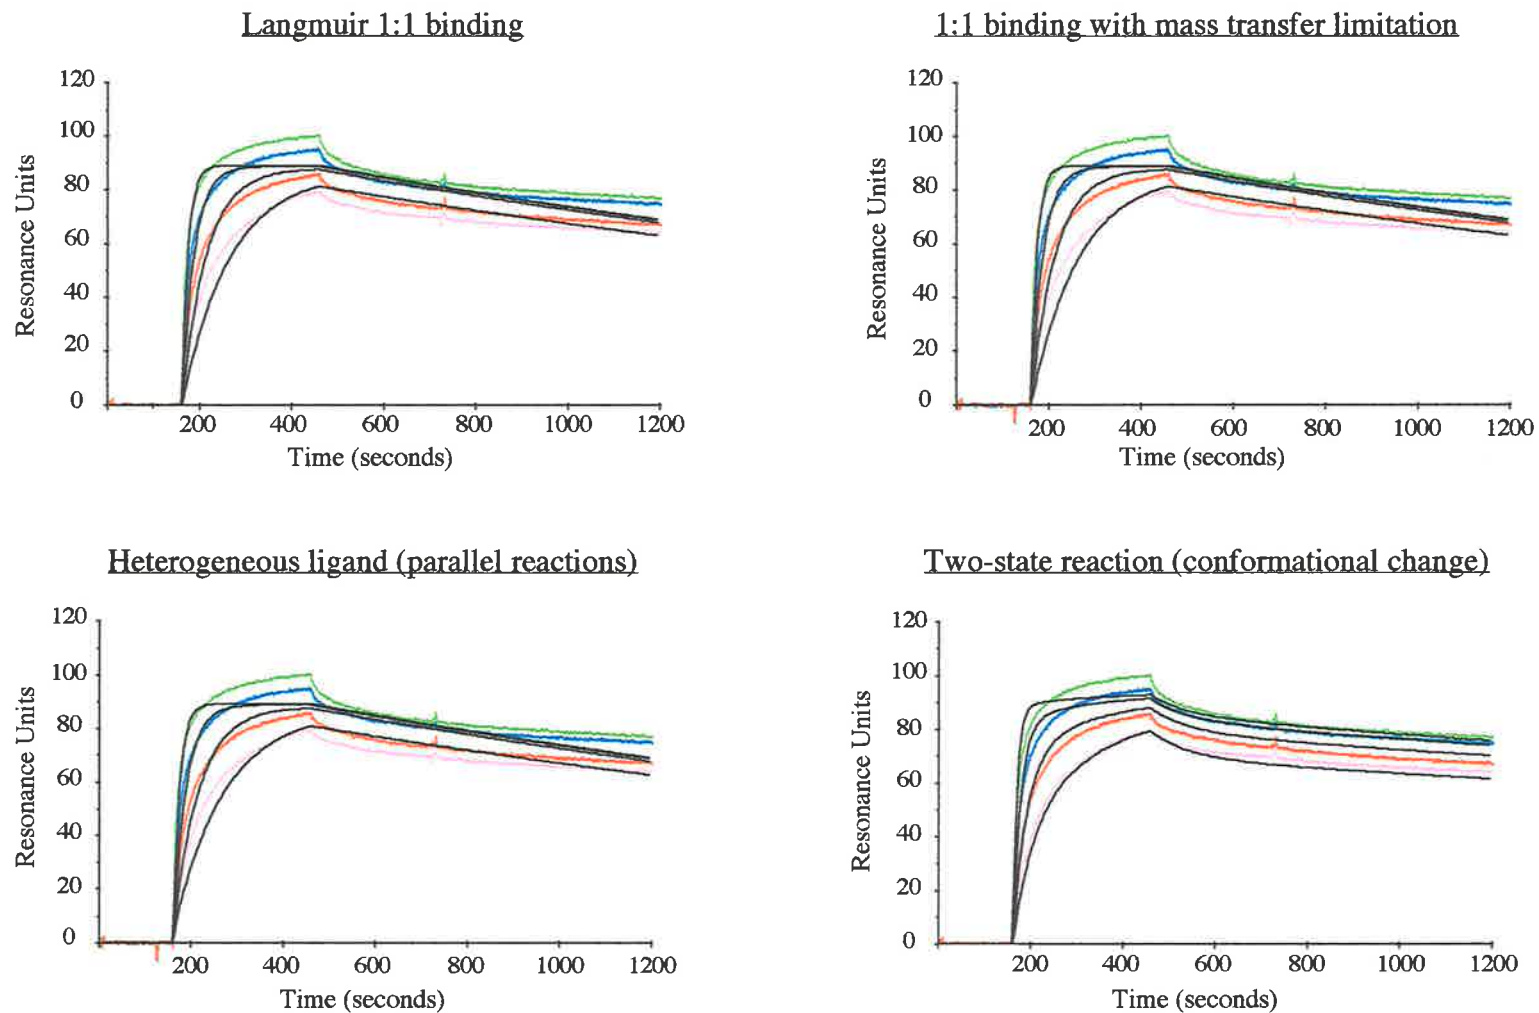 Langmuir 1:1 binding
1:1 binding with mass transfer limitation
120
100
80
60
40
20
0
Resonance Units
200 400 600 800 1000 1200
Time (seconds)
120
100
80
60
40
20
0
Resonance Units
200 400 600 800 1000 1200
Time (seconds)
Heterogeneous ligand (parallel reactions)
Two-state reaction (conformational change)
120
100
80
60
40
20
0
Resonance Units
200 400 600 800 1000 1200
Time (seconds)
120
100
80
60
40
20
0
Resonance Units
200 400 600 800 1000 1200
Time (seconds)